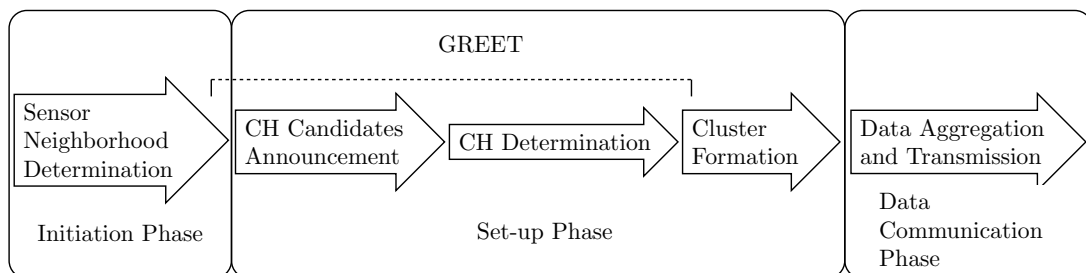 GREET
Sensor
Neighborhood
Determination
CH Candidates
Announcement
CH Determination
Cluster
Formation
Data Aggregation
and Transmission
Initiation Phase
Set-up Phase
Data
Communication
Phase